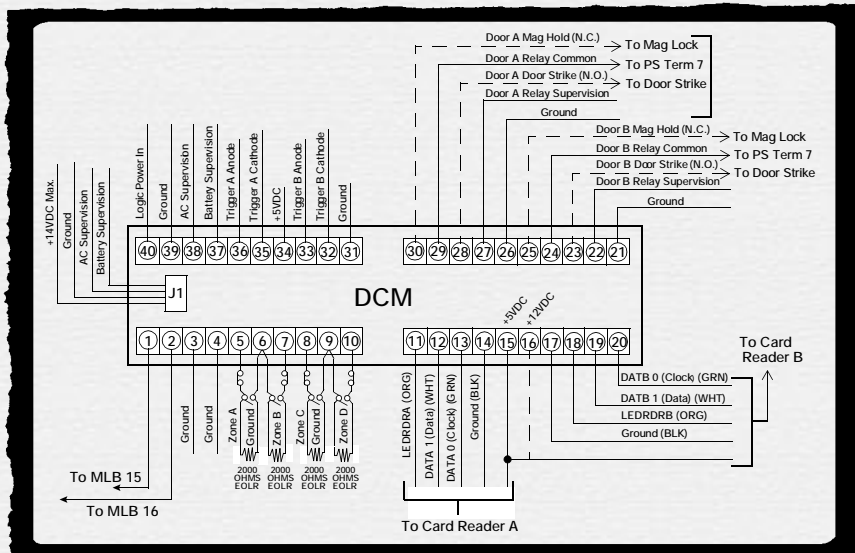 Door A Mag Hold (N.C.)
To Mag Lock
Door A Relay Common
To PS Term 7
Door A Door Strike (N.O.)
To Door Strike
Door A Relay Supervision
Ground
Door B Mag Hold (N.C.)
To Mag Lock
Door B Relay Common
To PS Term 7
Door B Door Strike (N.O.)
To Door Strike
Door B Relay Supervision
Ground
+14VDC Max.
Ground
AC Supervision
Battery Supervision
Logic Power In
Ground
AC Supervision
Battery Supervision
Trigger A Anode
Trigger A Cathode
+5VDC
Trigger B Anode
Trigger B Cathode
Ground
40 39 38 37 36 35 34 33 32 31
30 29 28 27 26 25 24 23 22 21
J1
DCM
+5VDC
+12VDC
1 2 3 4 5 6 7 8 9 10
11 12 13 14 15 16 17 18 19 20
Ground
Ground
Zone A
Ground
Zone B
Zone C
Ground
Zone D
2000 OHMS EOLR
2000 OHMS EOLR
2000 OHMS EOLR
2000 OHMS EOLR
To MLB 15
To MLB 16
LEDRDRA (ORG)
DATA 1 (Data) (WHT)
DATA 0 (Clock) (GRN)
Ground (BLK)
To Card Reader A
To Card
Reader B
DATB 0 (Clock) (GRN)
DATB 1 (Data) (WHT)
LEDRDRB (ORG)
Ground (BLK)